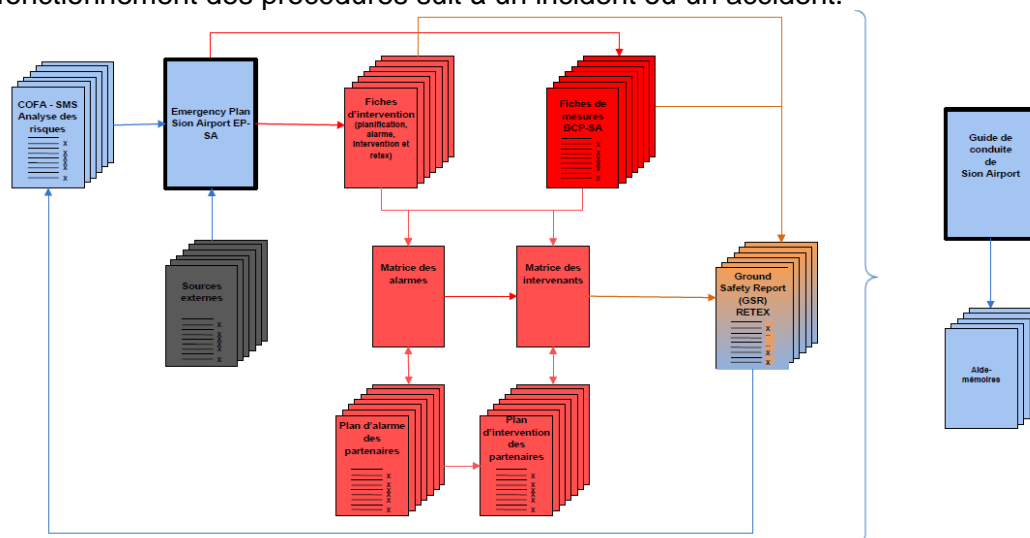 fonctionnement des procédures suit à un incident ou un accident.
COFA - SMS
Analyse des
risques
x
x
x
x
x
Emergency Plan
Sion Airport EP-
SA
Fiches
d'intervention
(planification,
alarme,
intervention et
retex)
x
x
x
x
x
Fiches de
mesures
BCP-SA
x
x
x
x
x
Guide de
conduite
de
Sion Airport
Sources
externes
x
x
x
x
x
Matrice des
alarmes
Matrice des
intervenants
Ground
Safety Report
(GSR)
RETEX
x
..
..
x
x
Aide-
mémoires
Plan d'alarme
des
partenaires
x
x
x
x
x
Plan
d'intervention
des
partenaires
x
x
x
x
x